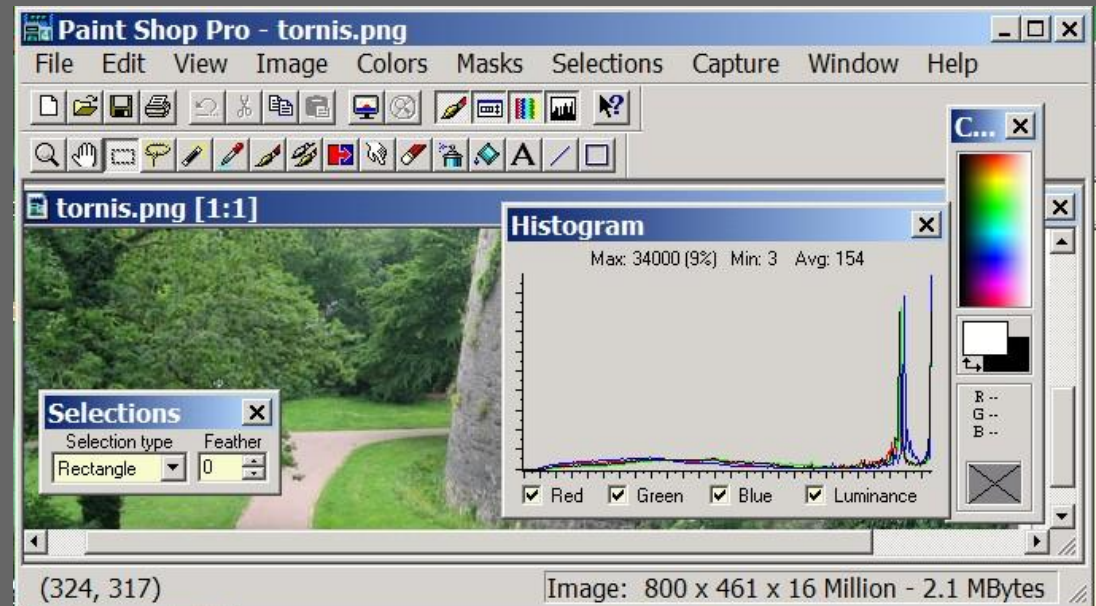 Paint Shop Pro - tornis.png
File Edit View Image Colors Masks Selections Capture Window Help
C...
A
tornis.png [1:1]
Histogram
Max: 34000 (9%) Min: 3 Avg: 154
Selections
Selection type Feather
Rectangle 0
R --
G --
B --
Red Green Blue Luminance
(324, 317) Image: 800 x 461 x 16 Million - 2.1 MBytes